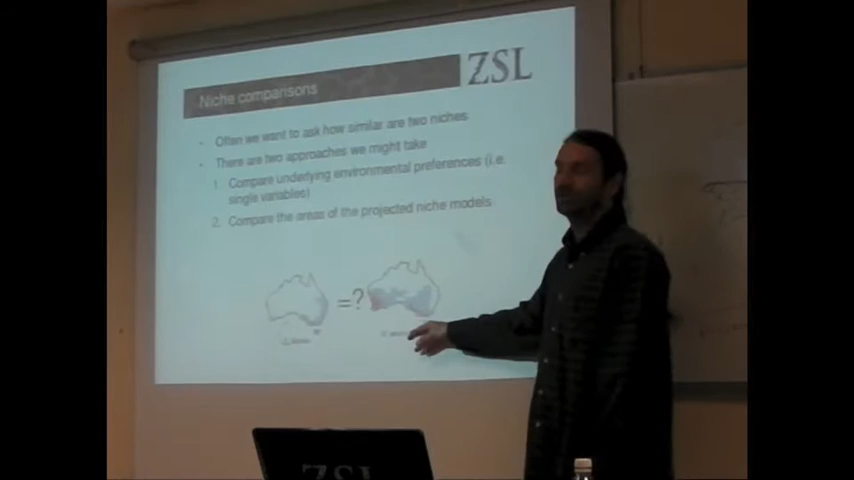 ZSL
Niche comparisons
• Often we want to ask how similar are two niches
• There are two approaches we might take
1. Compare underlying environmental preferences (i.e.
single variables)
2. Compare the areas of the projected niche models
=?
ZSL